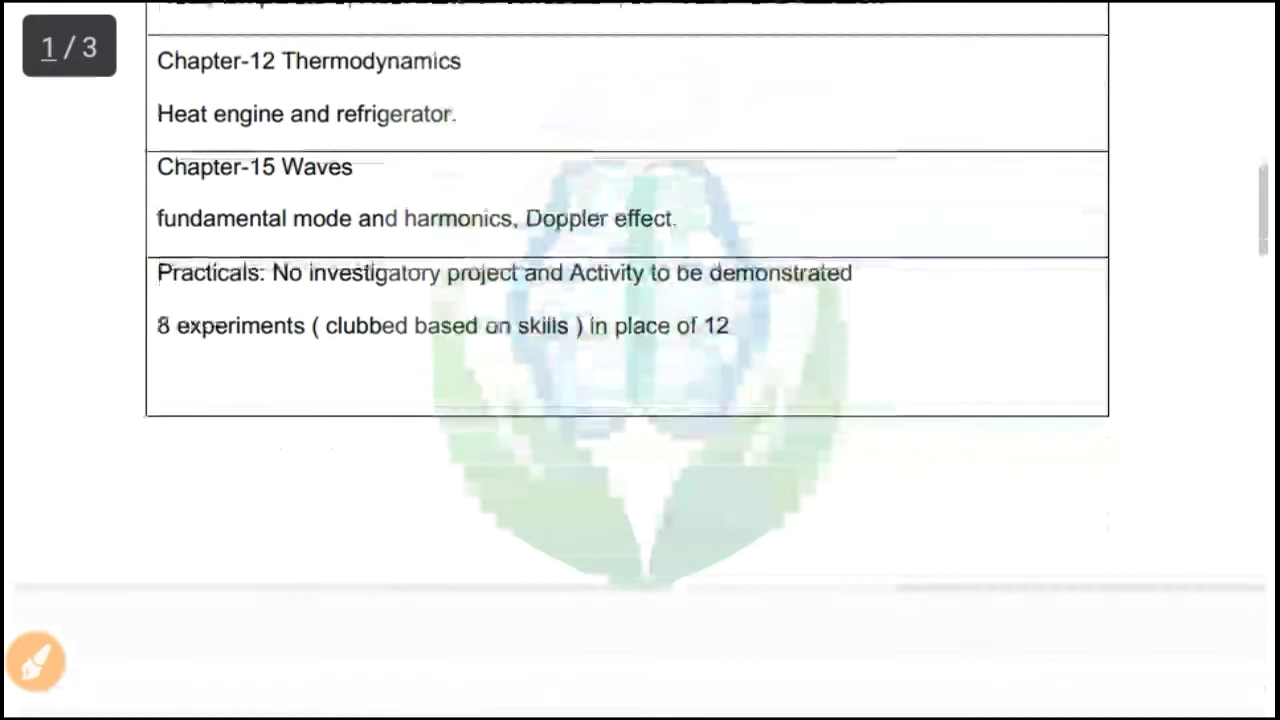 1 / 3
Chapter-12 Thermodynamics
Heat engine and refrigerator.
Chapter-15 Waves
fundamental mode and harmonics, Doppler effect.
Practicals: No investigatory project and Activity to be demonstrated
8 experiments ( clubbed based on skills ) in place of 12